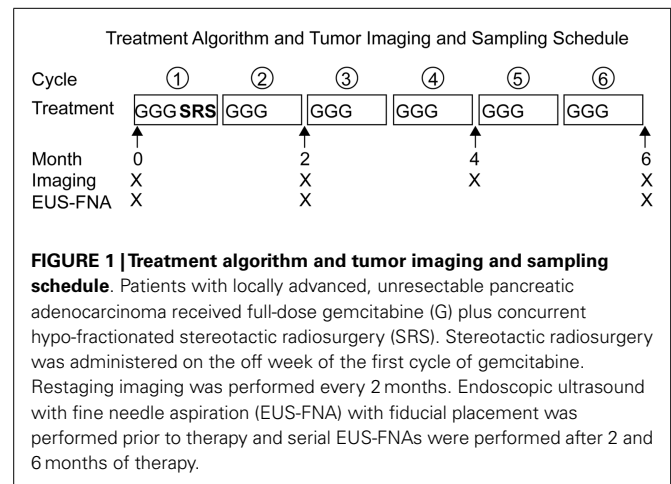 Treatment Algorithm and Tumor Imaging and Sampling Schedule
Cycle 1 2 3 4 5 6
Treatment GGG SRS GGG GGG GGG GGG GGG
Month 0 2 4 6
Imaging X X X X
EUS-FNA X X X
FIGURE 1 | Treatment algorithm and tumor imaging and sampling
schedule. Patients with locally advanced, unresectable pancreatic
adenocarcinoma received full-dose gemcitabine (G) plus concurrent
hypo-fractionated stereotactic radiosurgery (SRS). Stereotactic radiosurgery
was administered on the off week of the first cycle of gemcitabine.
Restaging imaging was performed every 2 months. Endoscopic ultrasound
with fine needle aspiration (EUS-FNA) with fiducial placement was
performed prior to therapy and serial EUS-FNAs were performed after 2 and
6 months of therapy.